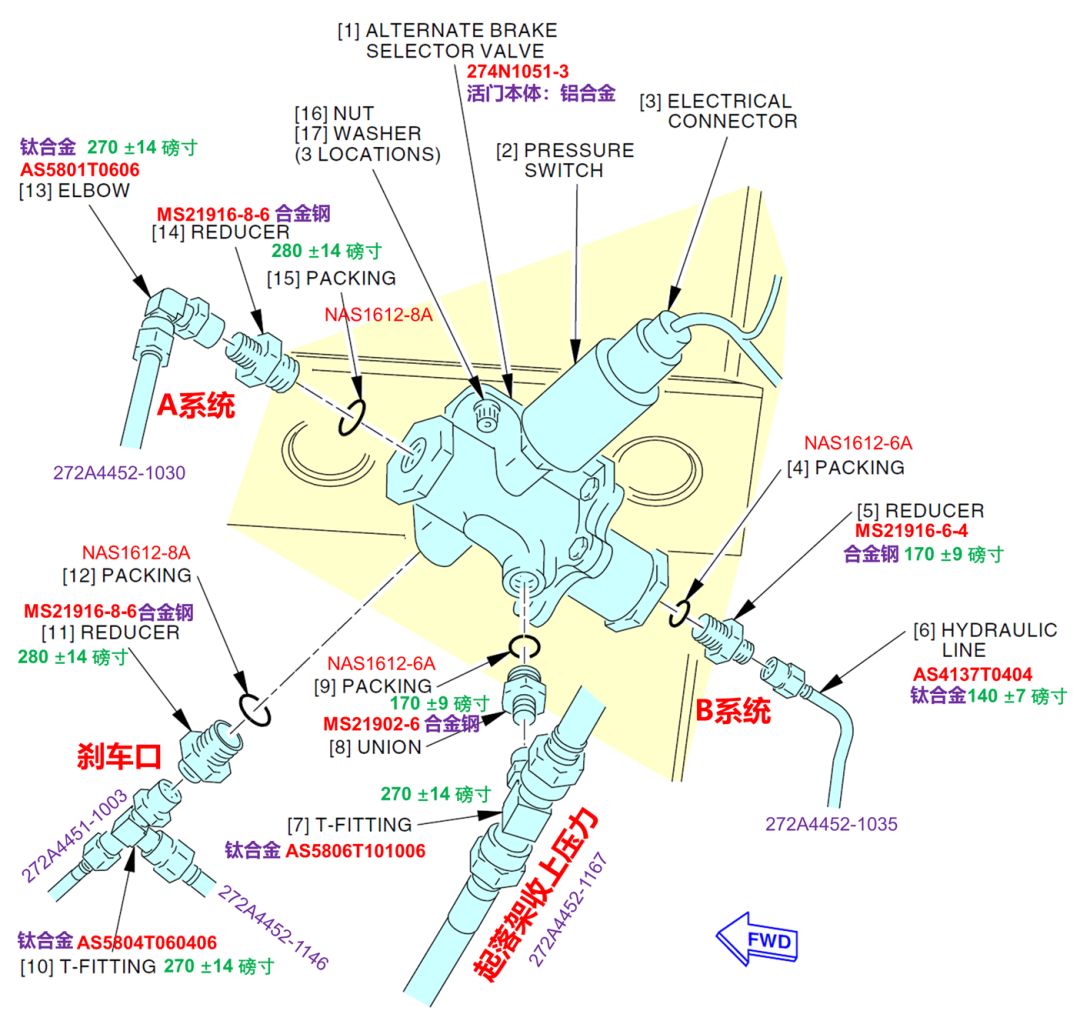 [1] ALTERNATE BRAKE
SELECTOR VALVE
274N1051-3
活门本体：铝合金
[16] NUT
[17] WASHER
(3 LOCATIONS)
[2] PRESSURE
SWITCH
[3] ELECTRICAL
CONNECTOR
钛合金 270 ±14 磅寸
AS5801T0606
[13] ELBOW
MS21916-8-6 合金钢
[14] REDUCER
280 ±14 磅寸
[15] PACKING
NAS1612-8A
A系统
272A4452-1030
NAS1612-6A
[4] PACKING
[5] REDUCER
MS21916-6-4
合金钢 170 ±9 磅寸
NAS1612-8A
[12] PACKING
MS21916-8-6合金钢
[11] REDUCER
280 ±14 磅寸
[6] HYDRAULIC
LINE
AS4137T0404
钛合金140 ±7 磅寸
NAS1612-6A
[9] PACKING
170 ±9 磅寸
MS21902-6 合金钢
[8] UNION
B系统
刹车口
270 ±14 磅寸
[7] T-FITTING
钛合金 AS5806T101006
272A4452-1035
272A4451-1003
272A4452-1146
起落架收上压力
272A4452-1167
钛合金 AS5804T060406
[10] T-FITTING 270 ±14 磅寸
FWD